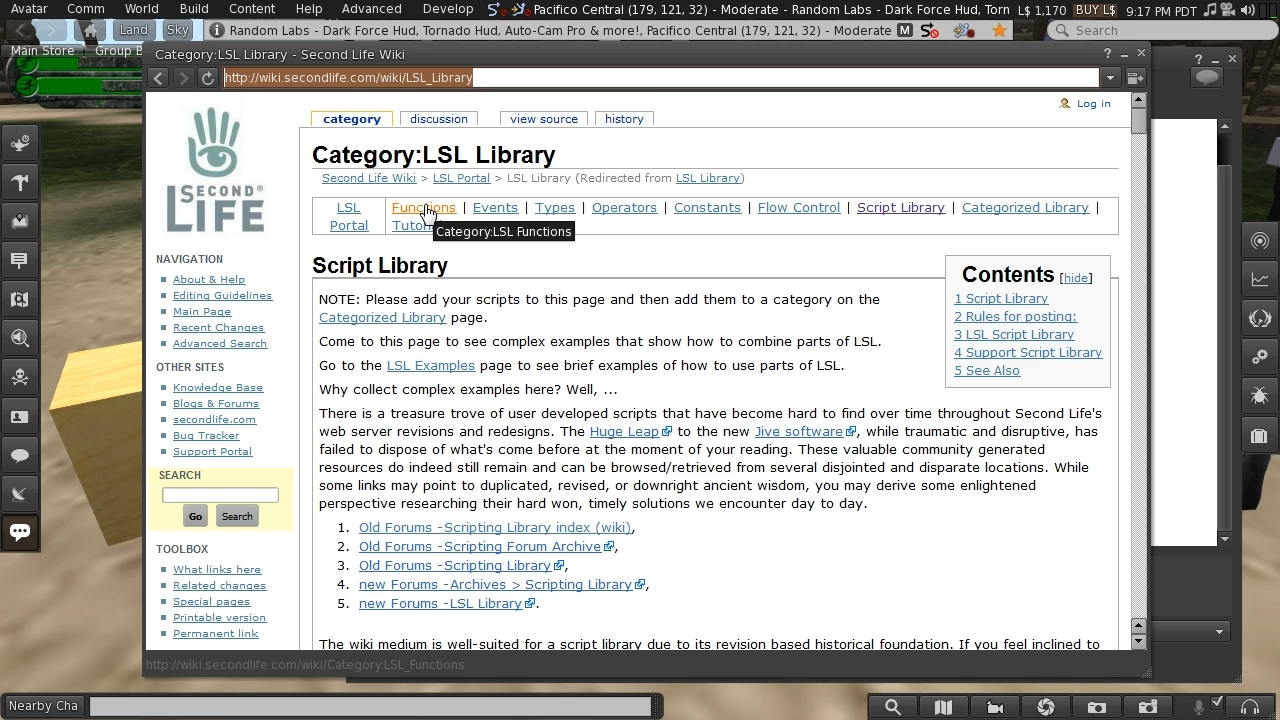 Avatar Comm World Build Content Help Advanced Develop Pacifico Central (179, 121, 32) - Moderate - Random Labs - Dark Force Hud, Torn L$ 1,170 BUY L$ 9:17 PM PDT
Land Sky Random Labs - Dark Force Hud, Tornado Hud, Auto-Cam Pro & more!, Pacifico Central (179, 121, 32) - Moderate M Search
Main Store Group B
Category:LSL Library - Second Life Wiki
http://wiki.secondlife.com/wiki/LSL_Library
Log in
category discussion view source history
SECOND
LIFE
Category:LSL Library
Second Life Wiki > LSL Portal > LSL Library (Redirected from LSL Library)
LSL Portal
Functions | Events | Types | Operators | Constants | Flow Control | Script Library | Categorized Library |
Tutor
Category:LSL Functions
NAVIGATION
About & Help
Editing Guidelines
Main Page
Recent Changes
Advanced Search
OTHER SITES
Knowledge Base
Blogs & Forums
secondlife.com
Bug Tracker
Support Portal
SEARCH
Go Search
TOOLBOX
What links here
Related changes
Special pages
Printable version
Permanent link
Script Library
Contents [hide]
1 Script Library
2 Rules for posting:
3 LSL Script Library
4 Support Script Library
5 See Also
NOTE: Please add your scripts to this page and then add them to a category on the
Categorized Library page.
Come to this page to see complex examples that show how to combine parts of LSL.
Go to the LSL Examples page to see brief examples of how to use parts of LSL.
Why collect complex examples here? Well, ...
There is a treasure trove of user developed scripts that have become hard to find over time throughout Second Life's
web server revisions and redesigns. The Huge Leap to the new Jive software, while traumatic and disruptive, has
failed to dispose of what's come before at the moment of your reading. These valuable community generated
resources do indeed still remain and can be browsed/retrieved from several disjointed and disparate locations. While
some links may point to duplicated, revised, or downright ancient wisdom, you may derive some enlightened
perspective researching their hard won, timely solutions we encounter day to day.
1. Old Forums -Scripting Library index (wiki),
2. Old Forums -Scripting Forum Archive,
3. Old Forums -Scripting Library,
4. new Forums -Archives > Scripting Library,
5. new Forums -LSL Library.
The wiki medium is well-suited for a script library due to its revision based historical foundation. If you feel inclined to
http://wiki.secondlife.com/wiki/Category:LSL_Functions
Nearby Cha